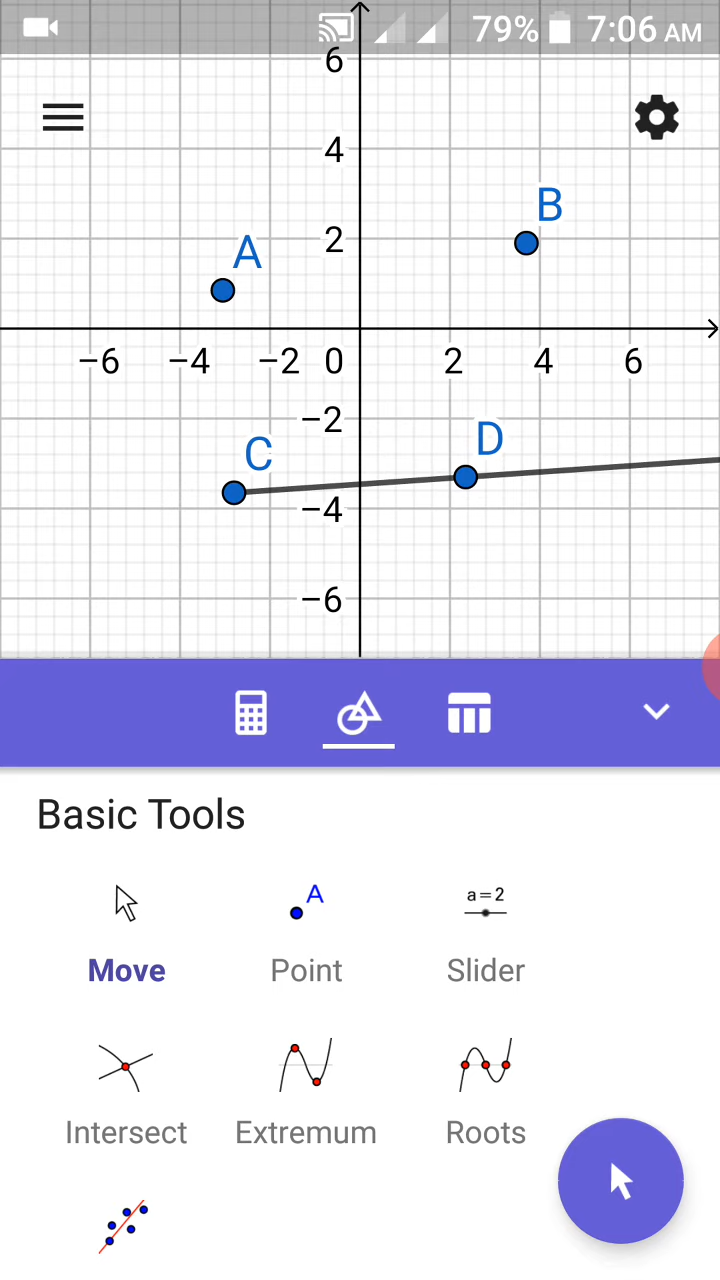 79% 7:06 AM
6
4
B
A
2
−6 −4 −2 0 2 4 6
−2
D
C
−4
−6
Basic Tools
A
a=2
Move Point Slider
Intersect Extremum Roots